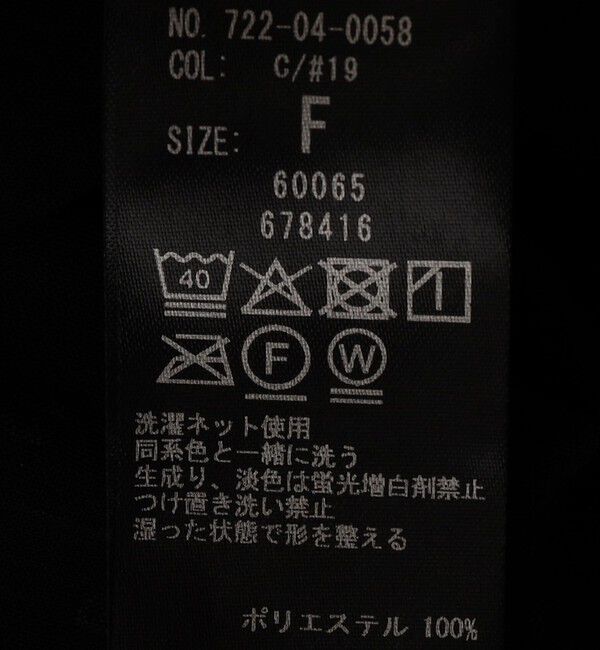 NO. 722-04-0058
COL: C/#19
SIZE: F
60065
678416
40
F W
洗濯ネット使用
同系色と一緒に洗う
生成り、淡色は蛍光増白剤禁止
つけ置き洗い禁止
湿った状態で形を整える
ポリエステル 100%